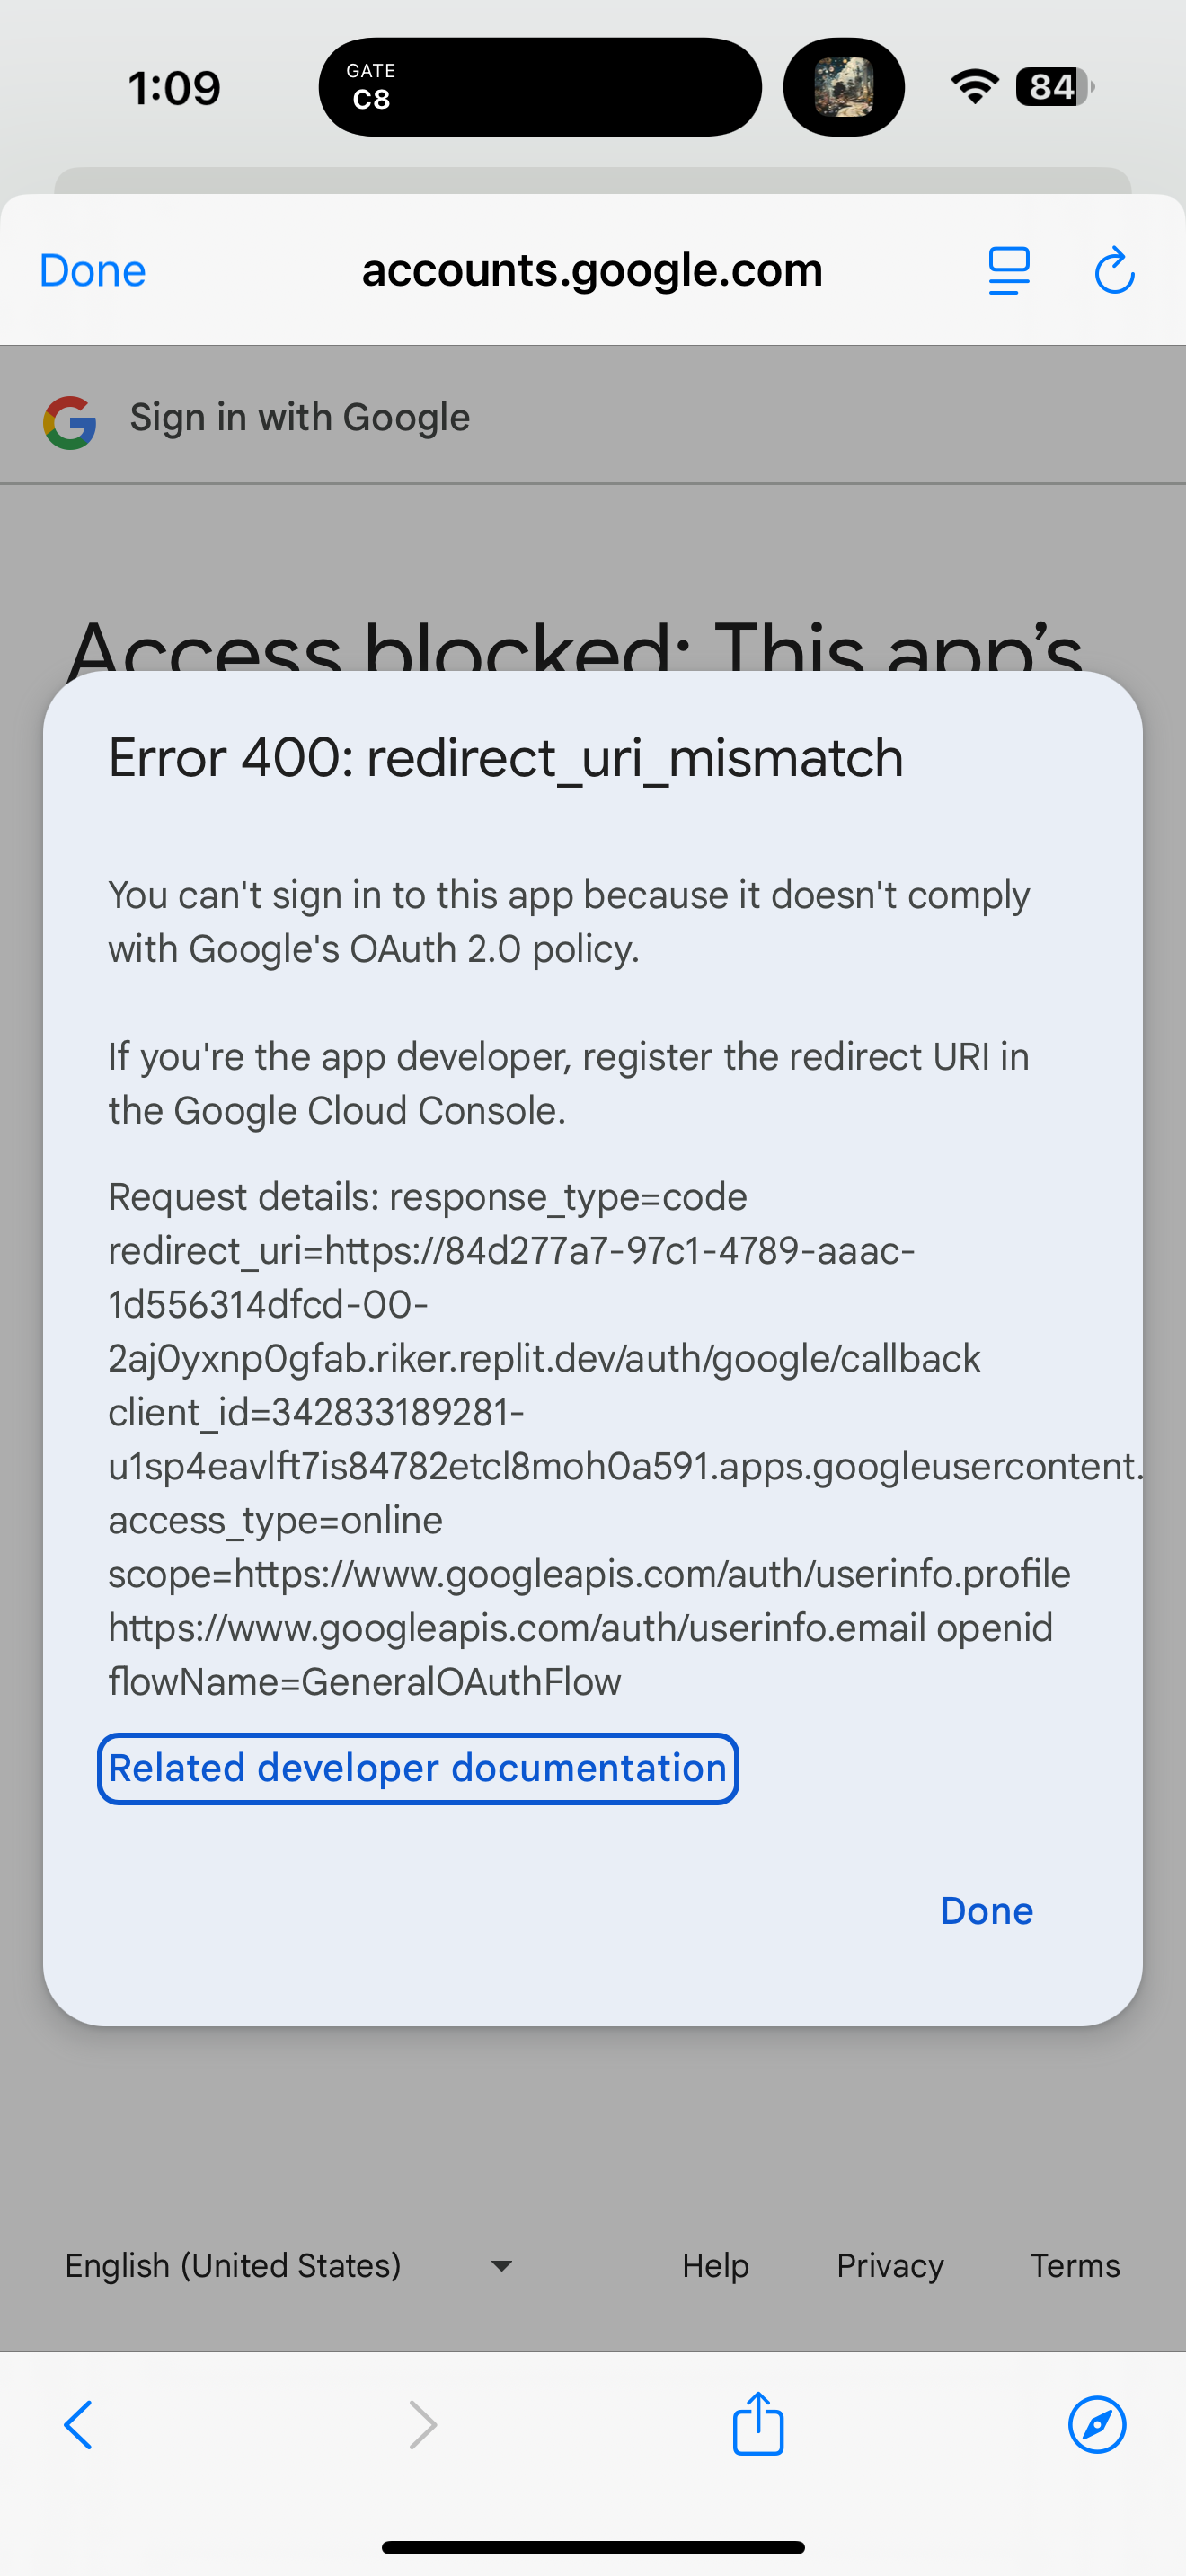 1:09
GATE
C8
84
Done
accounts.google.com
Sign in with Google
Access blocked: This app’s
Error 400: redirect_uri_mismatch
You can't sign in to this app because it doesn't comply
with Google's OAuth 2.0 policy.
If you're the app developer, register the redirect URI in
the Google Cloud Console.
Request details: response_type=code
redirect_uri=https://84d277a7-97c1-4789-aaac-
1d556314dfcd-00-
2aj0yxnp0gfab.riker.replit.dev/auth/google/callback
client_id=342833189281-
u1sp4eavlft7is84782etcl8moh0a591.apps.googleusercontent.
access_type=online
scope=https://www.googleapis.com/auth/userinfo.profile
https://www.googleapis.com/auth/userinfo.email openid
flowName=GeneralOAuthFlow
Related developer documentation
Done
English (United States)
Help
Privacy
Terms